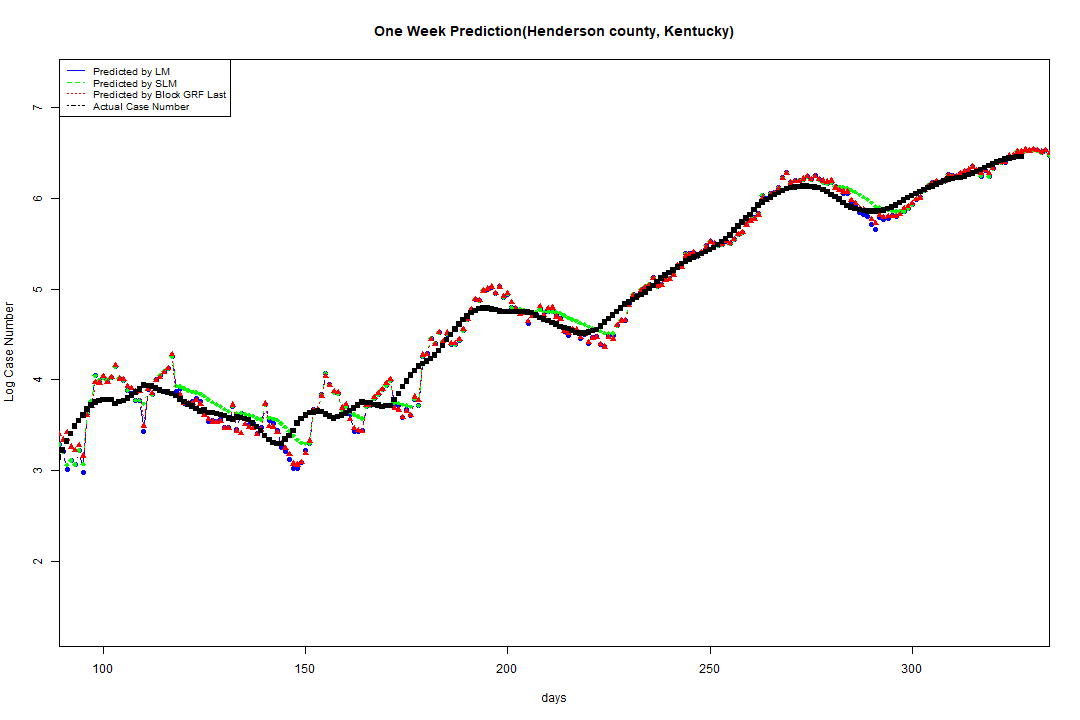 One Week Prediction(Henderson county, Kentucky)
Predicted by LM
Predicted by SLM
Predicted by Block GRF Last
Actual Case Number
7
6
5
4
3
2
Log Case Number
100 150 200 250 300
days